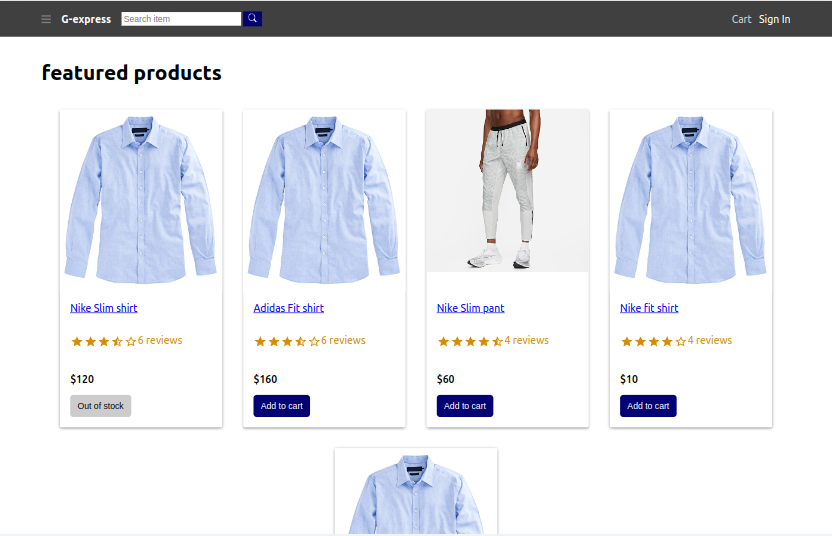 G-express Search item Cart Sign In
featured products
Nike Slim shirt
6 reviews
$120
Out of stock
Adidas Fit shirt
6 reviews
$160
Add to cart
Nike Slim pant
4 reviews
$60
Add to cart
Nike fit shirt
4 reviews
$10
Add to cart